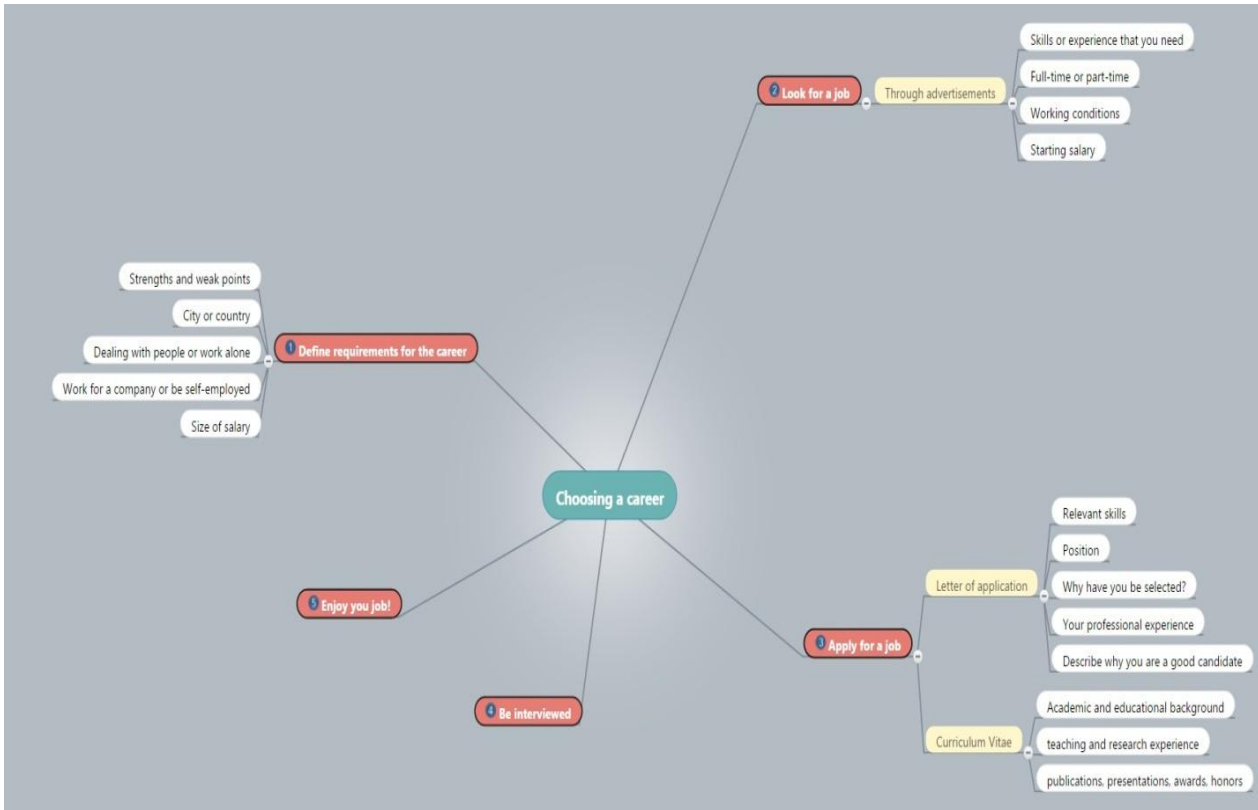 Choosing a career
1 Define requirements for the career
Strengths and weak points
City or country
Dealing with people or work alone
Work for a company or be self-employed
Size of salary
2 Look for a job
Through advertisements
Skills or experience that you need
Full-time or part-time
Working conditions
Starting salary
3 Apply for a job
Letter of application
Relevant skills
Position
Why have you be selected?
Your professional experience
Describe why you are a good candidate
Curriculum Vitae
Academic and educational background
teaching and research experience
publications, presentations, awards, honors
4 Be interviewed
5 Enjoy you job!